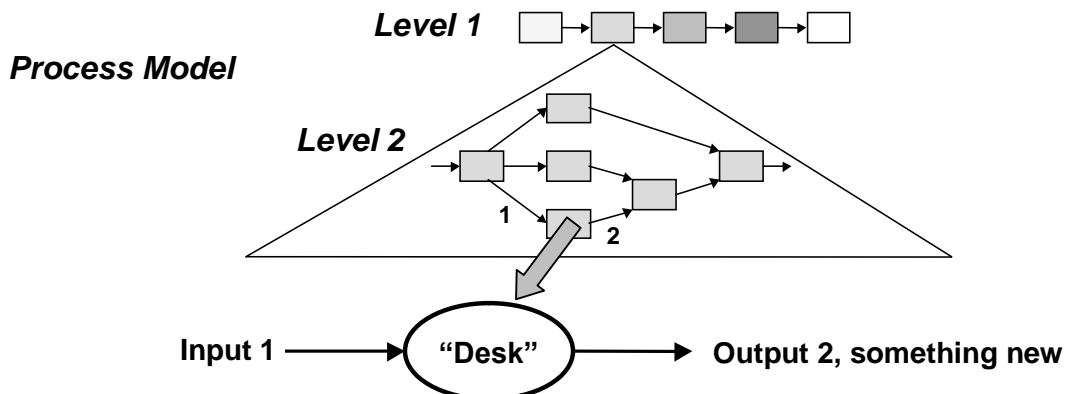 Level 1
Process Model
Level 2
1
2
Input 1
“Desk”
Output 2, something new